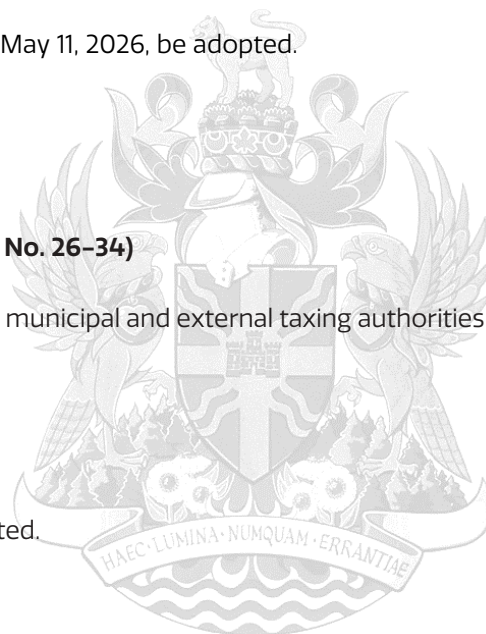 May 11, 2026, be adopted.
No. 26–34)
municipal and external taxing authorities
ted.
HAEC·LUMINA·NUMQUAM·ERRANTIAE